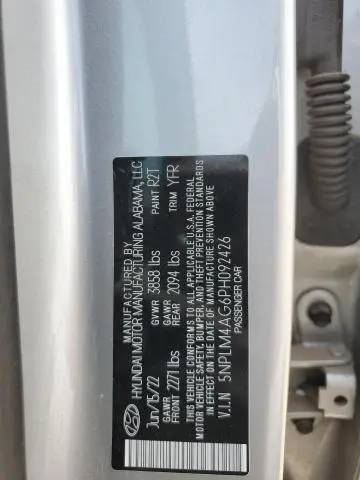 MANUFACTURED BY
HYUNDAI MOTOR MANUFACTURING ALABAMA, LLC
Jun/15/22 GVWR 3858 lbs PAINT R2T
GAWR FRONT 2271 lbs GAWR REAR 2094 lbs TRIM YFR
THIS VEHICLE CONFORMS TO ALL APPLICABLE U.S.A. FEDERAL
MOTOR VEHICLE SAFETY, BUMPER, AND THEFT PREVENTION STANDARDS
IN EFFECT ON THE DATE OF MANUFACTURE SHOWN ABOVE
V.I.N 5NPLM4AG6PH092426
PASSENGER CAR